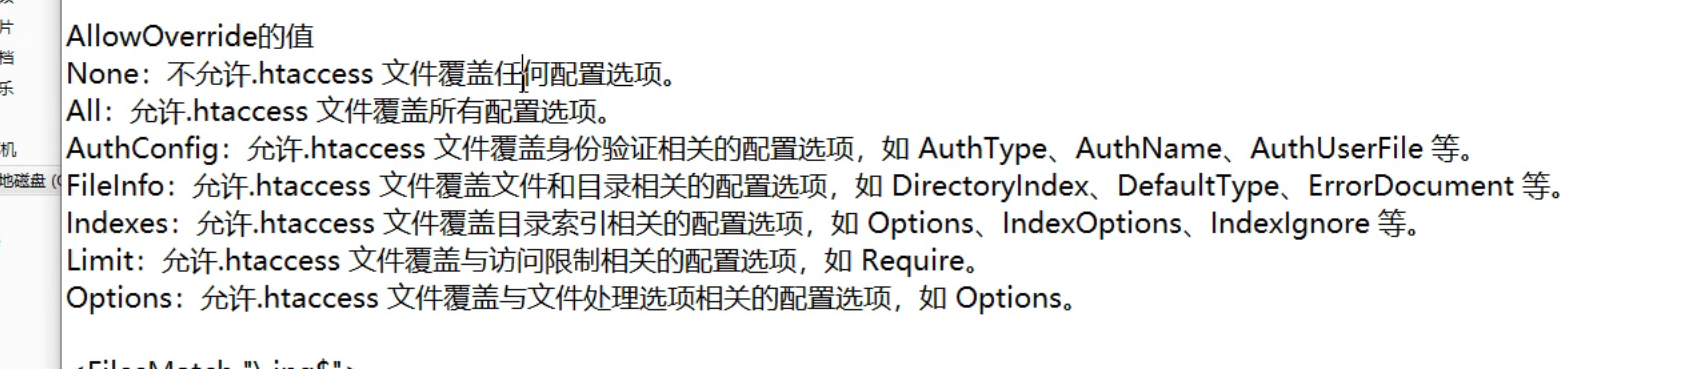 AllowOverride的值
None：不允许.htaccess 文件覆盖任何配置选项。
All：允许.htaccess 文件覆盖所有配置选项。
AuthConfig：允许.htaccess 文件覆盖身份验证相关的配置选项，如 AuthType、AuthName、AuthUserFile 等。
FileInfo：允许.htaccess 文件覆盖文件和目录相关的配置选项，如 DirectoryIndex、DefaultType、ErrorDocument 等。
Indexes：允许.htaccess 文件覆盖目录索引相关的配置选项，如 Options、IndexOptions、IndexIgnore 等。
Limit：允许.htaccess 文件覆盖与访问限制相关的配置选项，如 Require。
Options：允许.htaccess 文件覆盖与文件处理选项相关的配置选项，如 Options。
片
档
乐
机
地磁盘 (